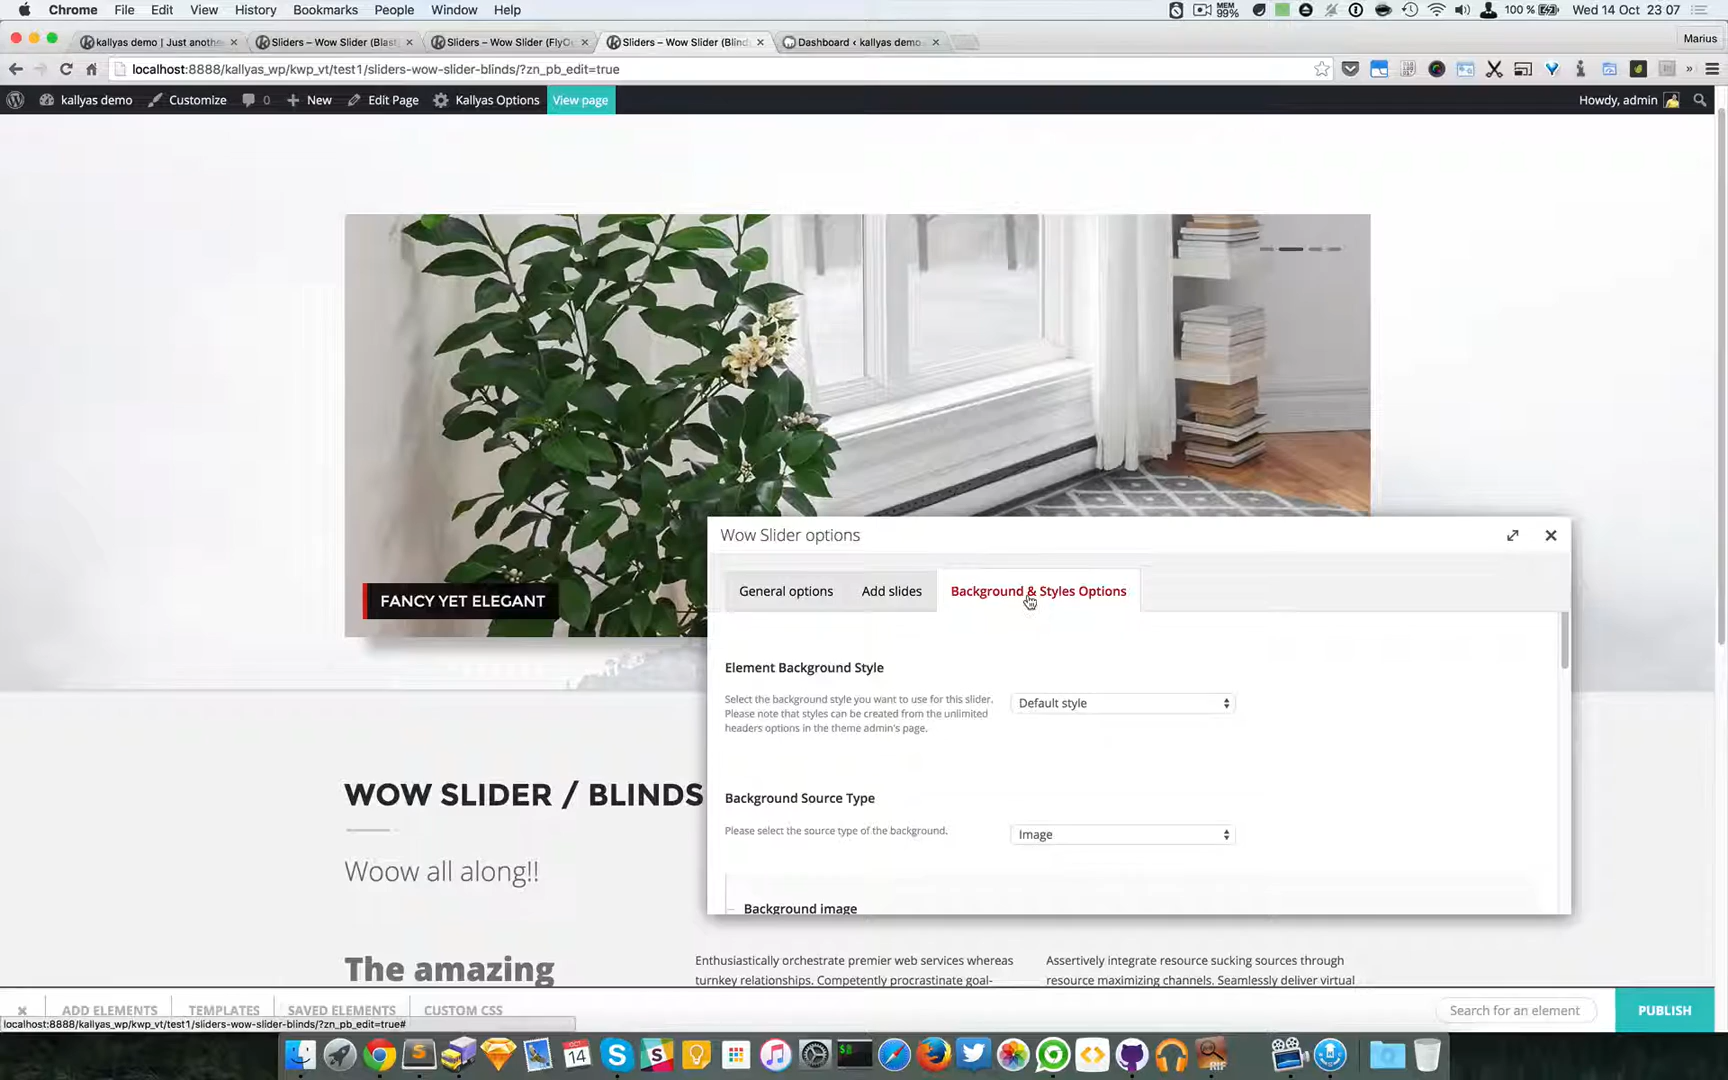 Chrome File Edit View History Bookmarks People Window Help
MEM 99% 100 % Wed 14 Oct 23:07
kallyas demo | Just anothe
Sliders – Wow Slider (Blast
Sliders – Wow Slider (FlyO
Sliders – Wow Slider (Blind
Dashboard ‹ kallyas demo
Marius
localhost:8888/kallyas_wp/kwp_vt/test1/sliders-wow-slider-blinds/?zn_pb_edit=true
kallyas demo Customize 0 New Edit Page Kallyas Options View page Howdy, admin
FANCY YET ELEGANT
Wow Slider options
General options Add slides Background & Styles Options
Element Background Style
Select the background style you want to use for this slider.
Please note that styles can be created from the unlimited
headers options in the theme admin's page.
Default style
Background Source Type
Please select the source type of the background.
Image
Background image
WOW SLIDER / BLINDS
Woow all along!!
The amazing
Enthusiastically orchestrate premier web services whereas
turnkey relationships. Competently procrastinate goal-
Assertively integrate resource sucking sources through
resource maximizing channels. Seamlessly deliver virtual
ADD ELEMENTS TEMPLATES SAVED ELEMENTS CUSTOM CSS
Search for an element
PUBLISH
localhost:8888/kallyas_wp/kwp_vt/test1/sliders-wow-slider-blinds/?zn_pb_edit=true#
14